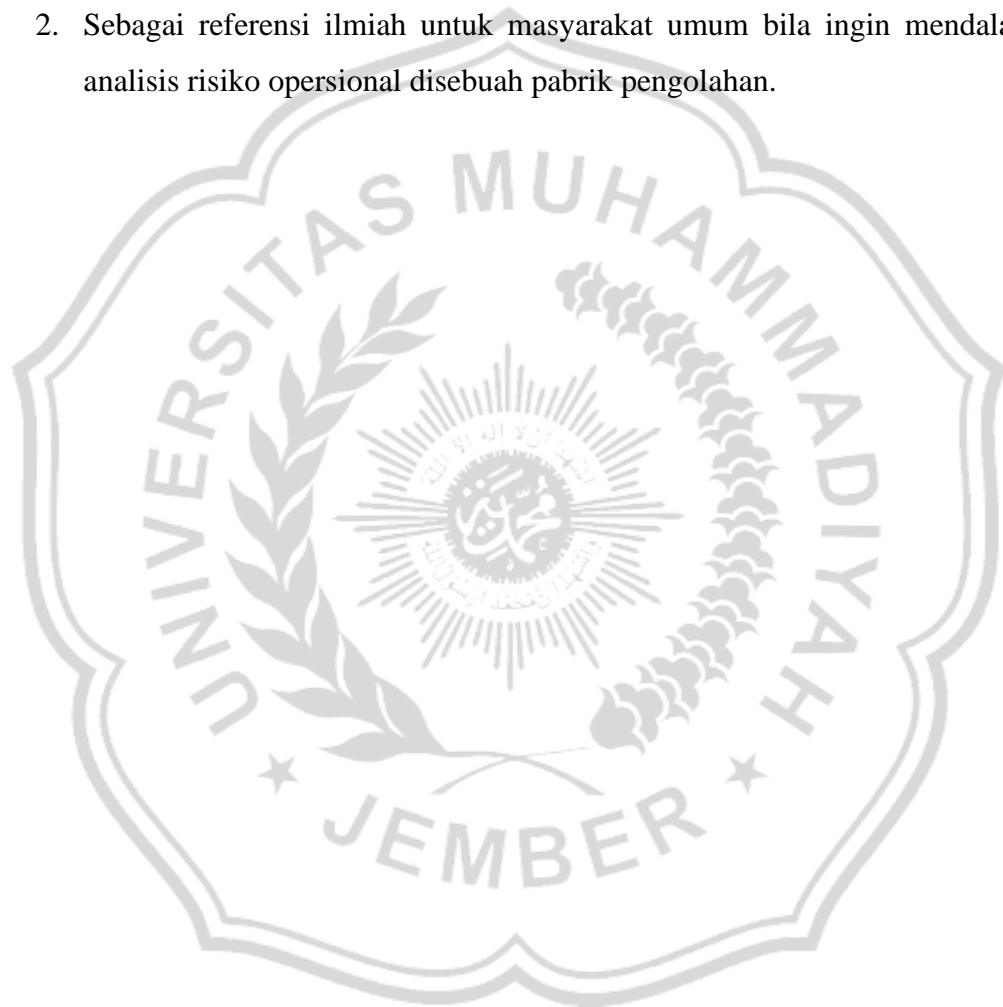 2. Sebagai referensi ilmiah untuk masyarakat umum bila ingin mendala
analisis risiko opersional disebuah pabrik pengolahan.
UNIVERSITAS MUHAMMADIYAH
★ JEMBER ★